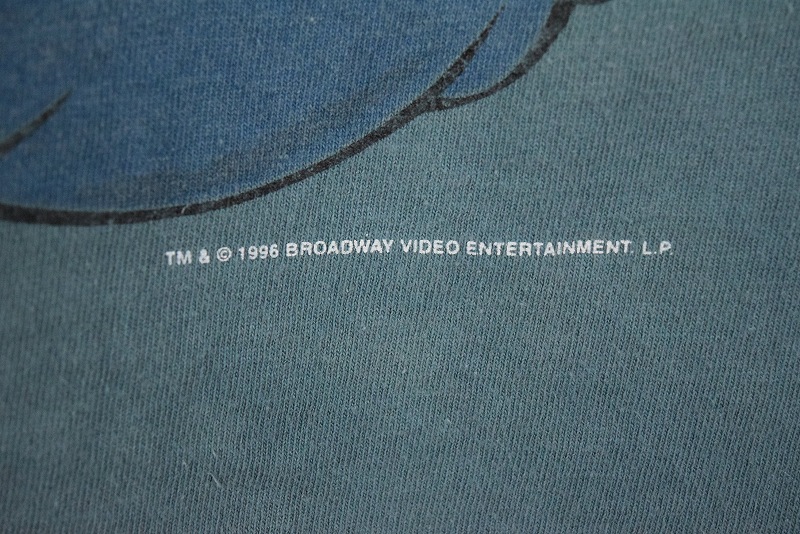 TM & © 1996 BROADWAY VIDEO ENTERTAINMENT. L.P.